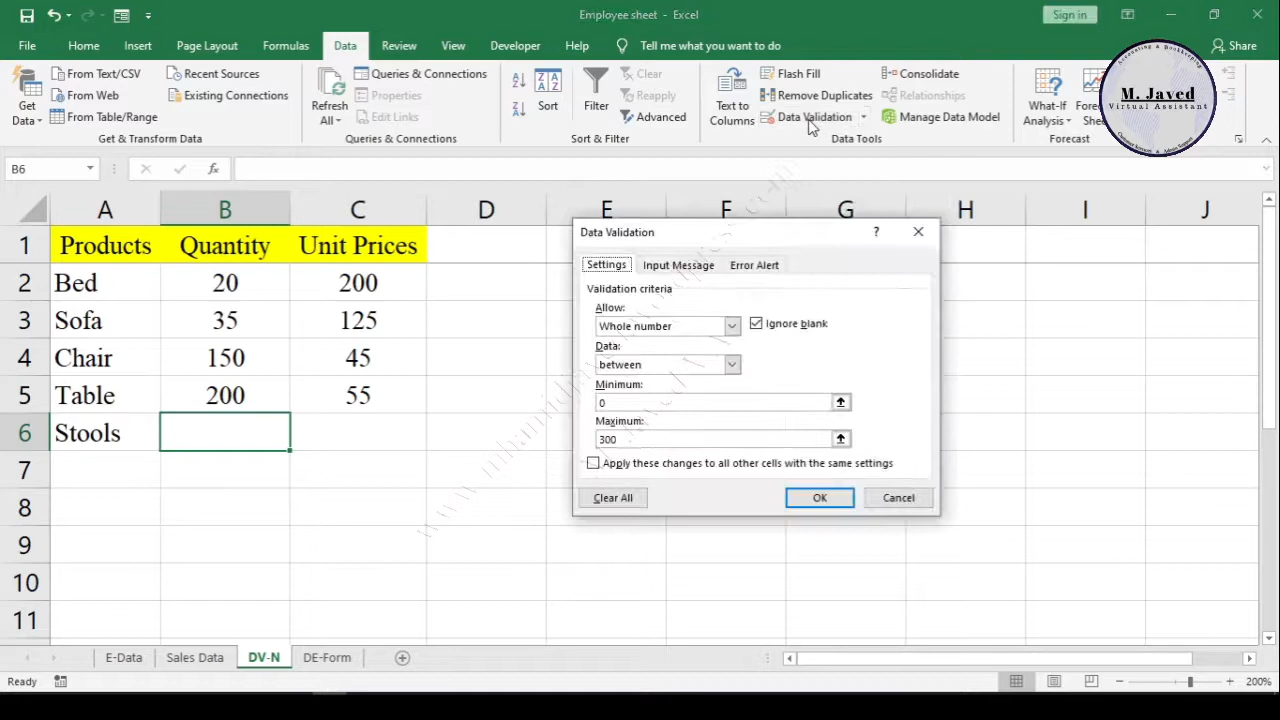 Employee sheet - Excel
Sign in
File Home Insert Page Layout Formulas Data Review View Developer Help Tell me what you want to do Share
Get Data
From Text/CSV
From Web
From Table/Range
Recent Sources
Existing Connections
Get & Transform Data
Refresh All
Queries & Connections
Properties
Edit Links
Queries & Connections
Sort
Filter
Clear
Reapply
Advanced
Sort & Filter
Text to Columns
Flash Fill
Remove Duplicates
Data Validation
Consolidate
Relationships
Manage Data Model
Data Tools
What-If Analysis
Forecast
Accounting & Bookkeeping
M. Javed
Virtual Assistant
B6
fx
A B C D E F G H I J
1 Products Quantity Unit Prices
2 Bed 20 200
3 Sofa 35 125
4 Chair 150 45
5 Table 200 55
6 Stools
7
8
9
10
11
Data Validation
?
Settings Input Message Error Alert
Validation criteria
Allow:
Whole number
Ignore blank
Data:
between
Minimum:
0
Maximum:
300
Apply these changes to all other cells with the same settings
Clear All OK Cancel
E-Data Sales Data DV-N DE-Form
Ready
200%